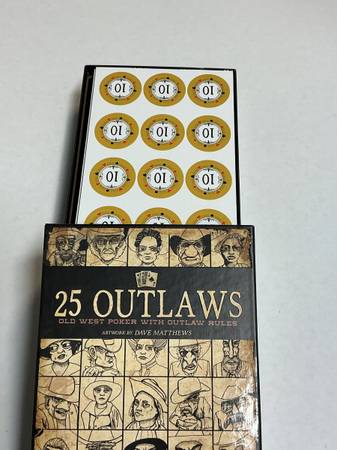 10 10 10
10 10 10
10 10 10
25 OUTLAWS
OLD WEST POKER WITH OUTLAW RULES
ARTWORK BY DAVE MATTHEWS